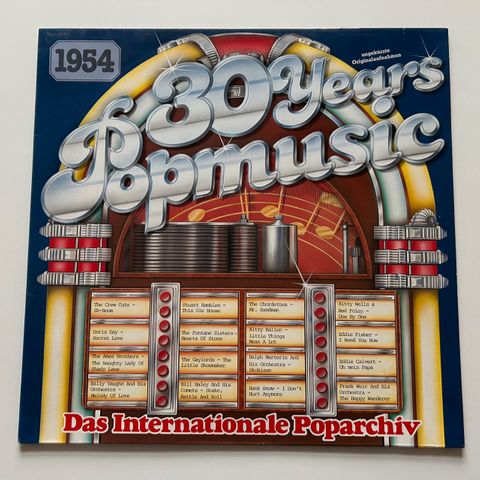 1954
ungekürzte
Originalaufnahmen
30 Years
Popmusic
The Crew Cuts -
Sh-Boom
Stuart Hamblen -
This Ole House
The Chordettes -
Mr. Sandman
Kitty Wells &
Red Foley -
One By One
Doris Day -
Secret Love
The Fontane Sisters -
Hearts Of Stone
Kitty Kallen -
Little Things
Mean A Lot
Eddie Fisher -
I Need You Now
The Ames Brothers -
The Naughty Lady Of
Shady Lane
The Gaylords - The
Little Shoemaker
Ralph Marterie And
His Orchestra -
Skokiaan
Eddie Calvert -
Oh mein Papa
Billy Vaughn And His
Orchestra -
Melody Of Love
Bill Haley And His
Comets - Shake,
Rattle And Roll
Hank Snow - I Don't
Hurt Anymore
Frank Weir And His
Orchestra -
The Happy Wanderer
Das Internationale Poparchiv